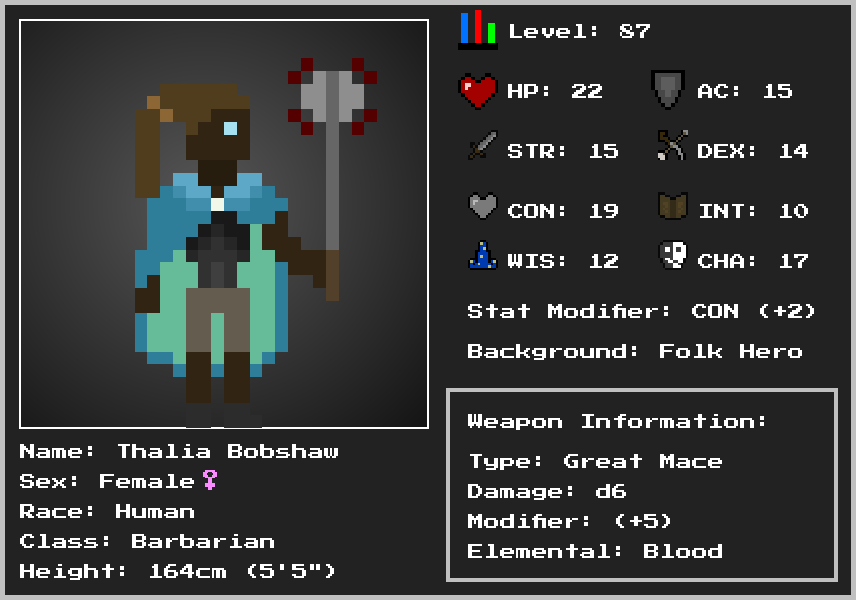 Level: 87
HP: 22 AC: 15
STR: 15 DEX: 14
CON: 19 INT: 10
WIS: 12 CHA: 17
Stat Modifier: CON (+2)
Background: Folk Hero
Weapon Information:
Type: Great Mace
Damage: d6
Modifier: (+5)
Elemental: Blood
Name: Thalia Bobshaw
Sex: Female♀
Race: Human
Class: Barbarian
Height: 164cm (5'5")